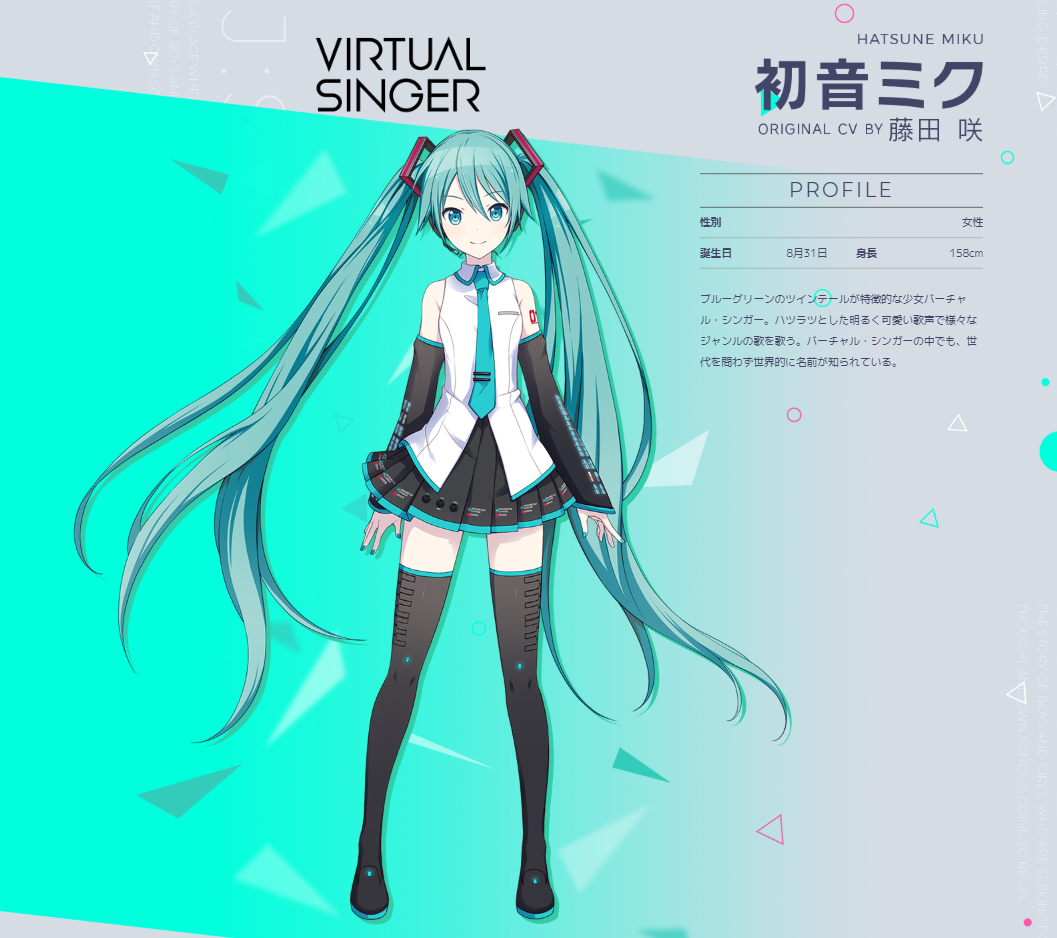 VIRTUAL
SINGER
HATSUNE MIKU
初音ミク
ORIGINAL CV BY 藤田 咲
PROFILE
性別 女性
誕生日 8月31日 身長 158cm
ブルーグリーンのツインテールが特徴的な少女バーチャ
ル・シンガー。ハツラツとした明るく可愛い歌声で様々な
ジャンルの歌を歌う。バーチャル・シンガーの中でも、世
代を問わず世界的に名前が知られている。